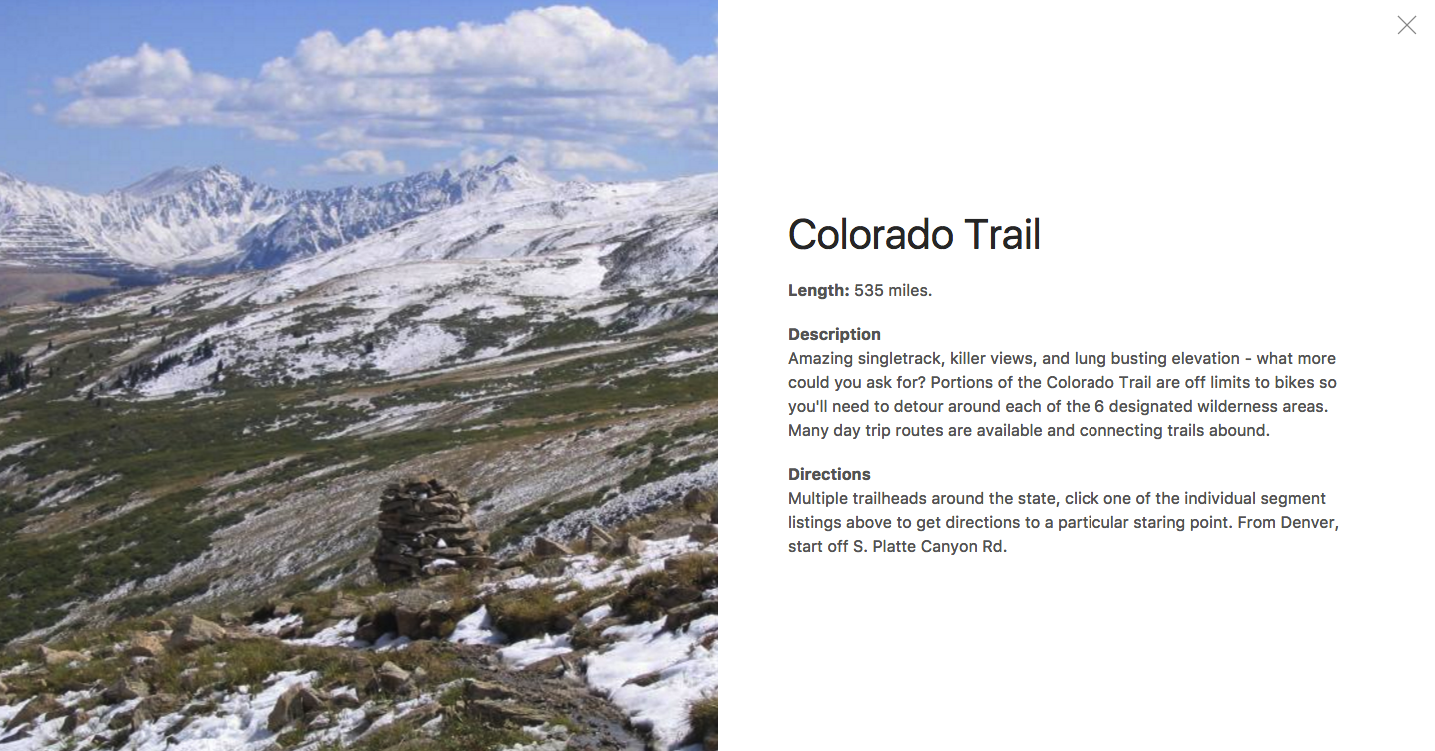 Colorado Trail
Length: 535 miles.
Description
Amazing singletrack, killer views, and lung busting elevation - what more
could you ask for? Portions of the Colorado Trail are off limits to bikes so
you'll need to detour around each of the 6 designated wilderness areas.
Many day trip routes are available and connecting trails abound.
Directions
Multiple trailheads around the state, click one of the individual segment
listings above to get directions to a particular staring point. From Denver,
start off S. Platte Canyon Rd.